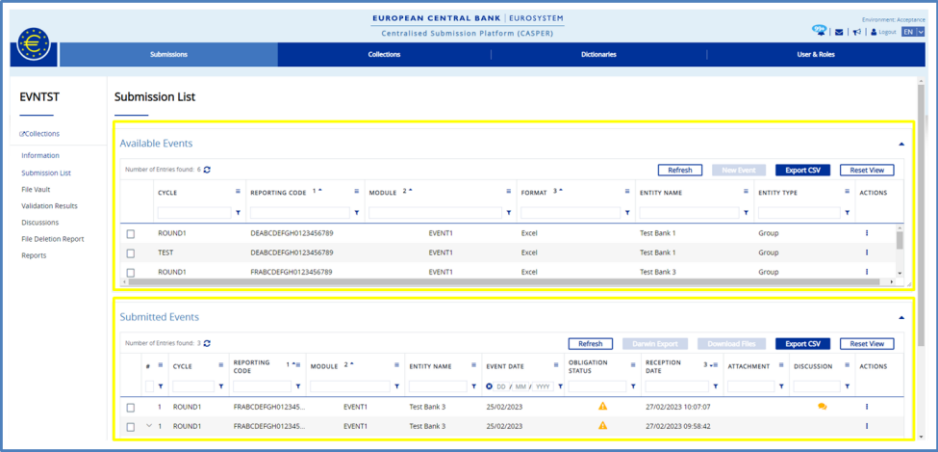 EUROPEAN CENTRAL BANK | EUROSYSTEM
Centralised Submission Platform (CASPER)
Environment: Acceptance
Logout EN
Submissions Collections Dictionaries User & Roles
EVNTST
Collections
Information
Submission List
File Vault
Validation Results
Discussions
File Deletion Report
Reports
Submission List
Available Events
Number of Entries found: 6 Refresh New Event Export CSV Reset View
CYCLE REPORTING CODE 1 MODULE 2 FORMAT 3 ENTITY NAME ENTITY TYPE ACTIONS
ROUND1 DEABCDEFGH0123456789 EVENT1 Excel Test Bank 1 Group
TEST DEABCDEFGH0123456789 EVENT1 Excel Test Bank 1 Group
ROUND1 FRABCDEFGH0123456789 EVENT1 Excel Test Bank 3 Group
Submitted Events
Number of Entries found: 3 Refresh Darwin Export Download Files Export CSV Reset View
# CYCLE REPORTING CODE 1 MODULE 2 ENTITY NAME EVENT DATE OBLIGATION STATUS RECEPTION DATE 3 ATTACHMENT DISCUSSION ACTIONS
DD / MM / YYYY
1 ROUND1 FRABCDEFGH012345... EVENT1 Test Bank 3 25/02/2023 27/02/2023 10:07:07
1 ROUND1 FRABCDEFGH012345... EVENT1 Test Bank 3 25/02/2023 27/02/2023 09:58:42